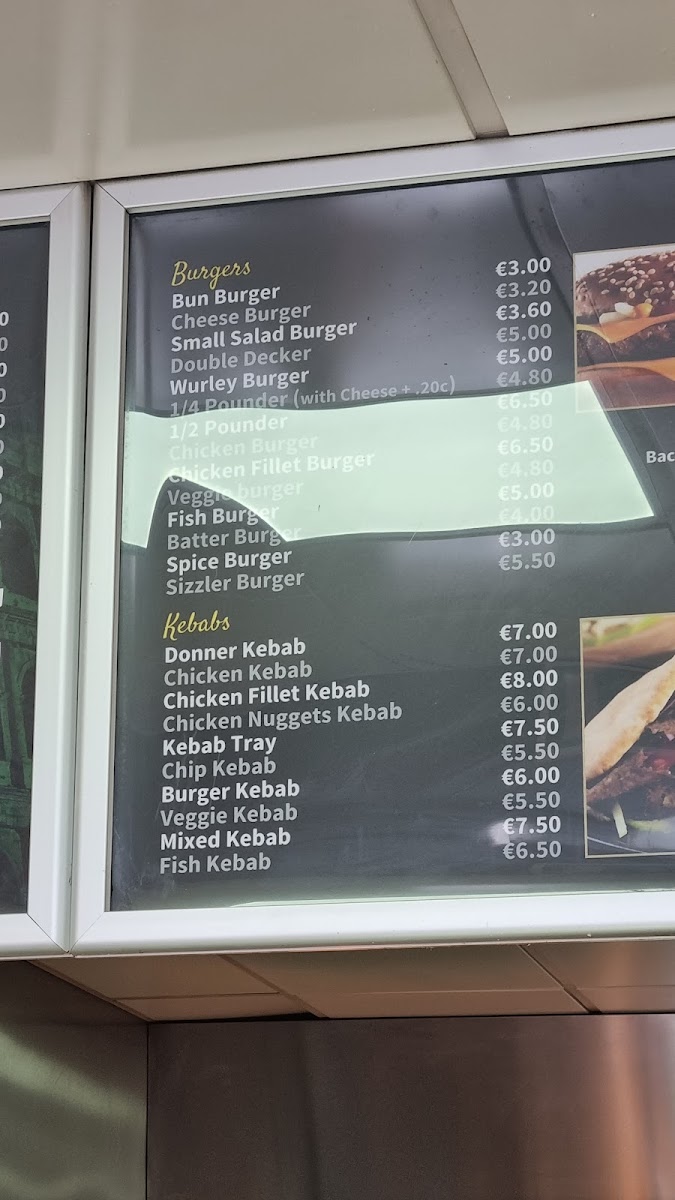 Burgers
Bun Burger €3.00
Cheese Burger €3.20
Small Salad Burger €3.60
Double Decker €5.00
Wurley Burger €5.00
1/4 Pounder (with Cheese + .20c) €4.80
1/2 Pounder €6.50
Chicken Burger €4.80
Chicken Fillet Burger €6.50
Veggie burger €4.80
Fish Burger €5.00
Batter Burger €4.00
Spice Burger €3.00
Sizzler Burger €5.50
Bac
Kebabs
Donner Kebab €7.00
Chicken Kebab €7.00
Chicken Fillet Kebab €8.00
Chicken Nuggets Kebab €6.00
Kebab Tray €7.50
Chip Kebab €5.50
Burger Kebab €6.00
Veggie Kebab €5.50
Mixed Kebab €7.50
Fish Kebab €6.50